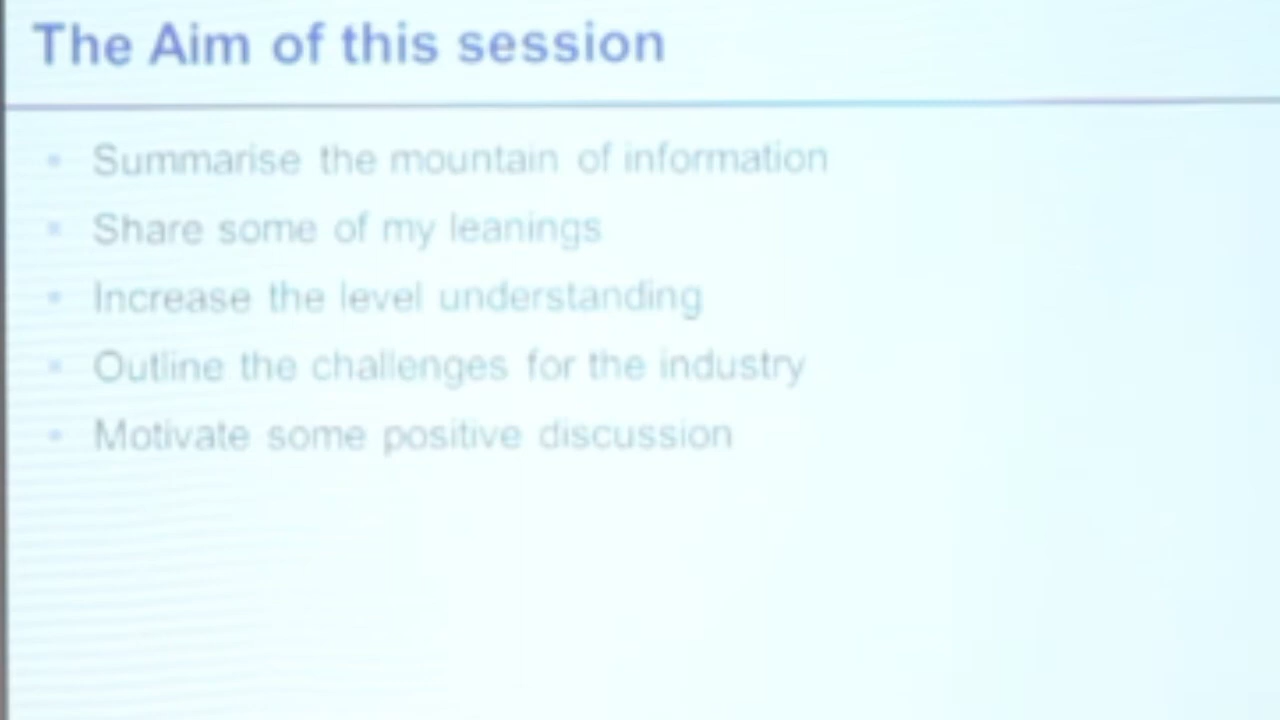 The Aim of this session
• Summarise the mountain of information
• Share some of my leanings
• Increase the level understanding
• Outline the challenges for the industry
• Motivate some positive discussion